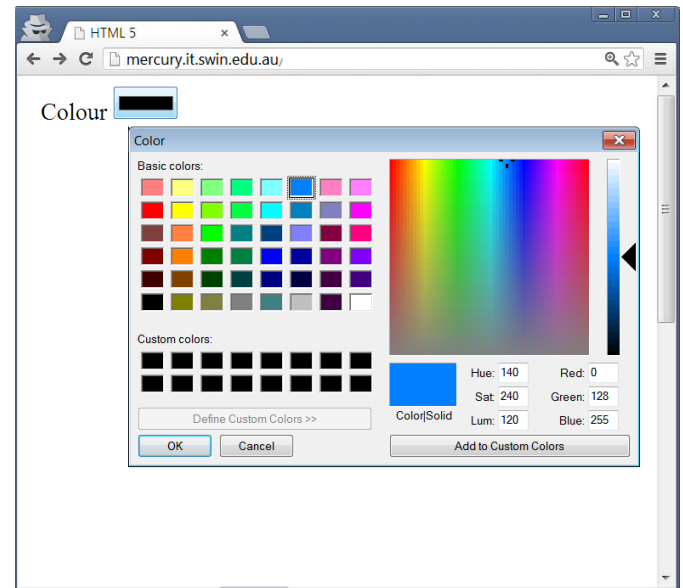 HTML 5
mercury.it.swin.edu.au/
Colour
Color
Basic colors:
Custom colors:
Define Custom Colors >>
OK Cancel
Color|Solid
Hue: 140 Red: 0
Sat: 240 Green: 128
Lum: 120 Blue: 255
Add to Custom Colors